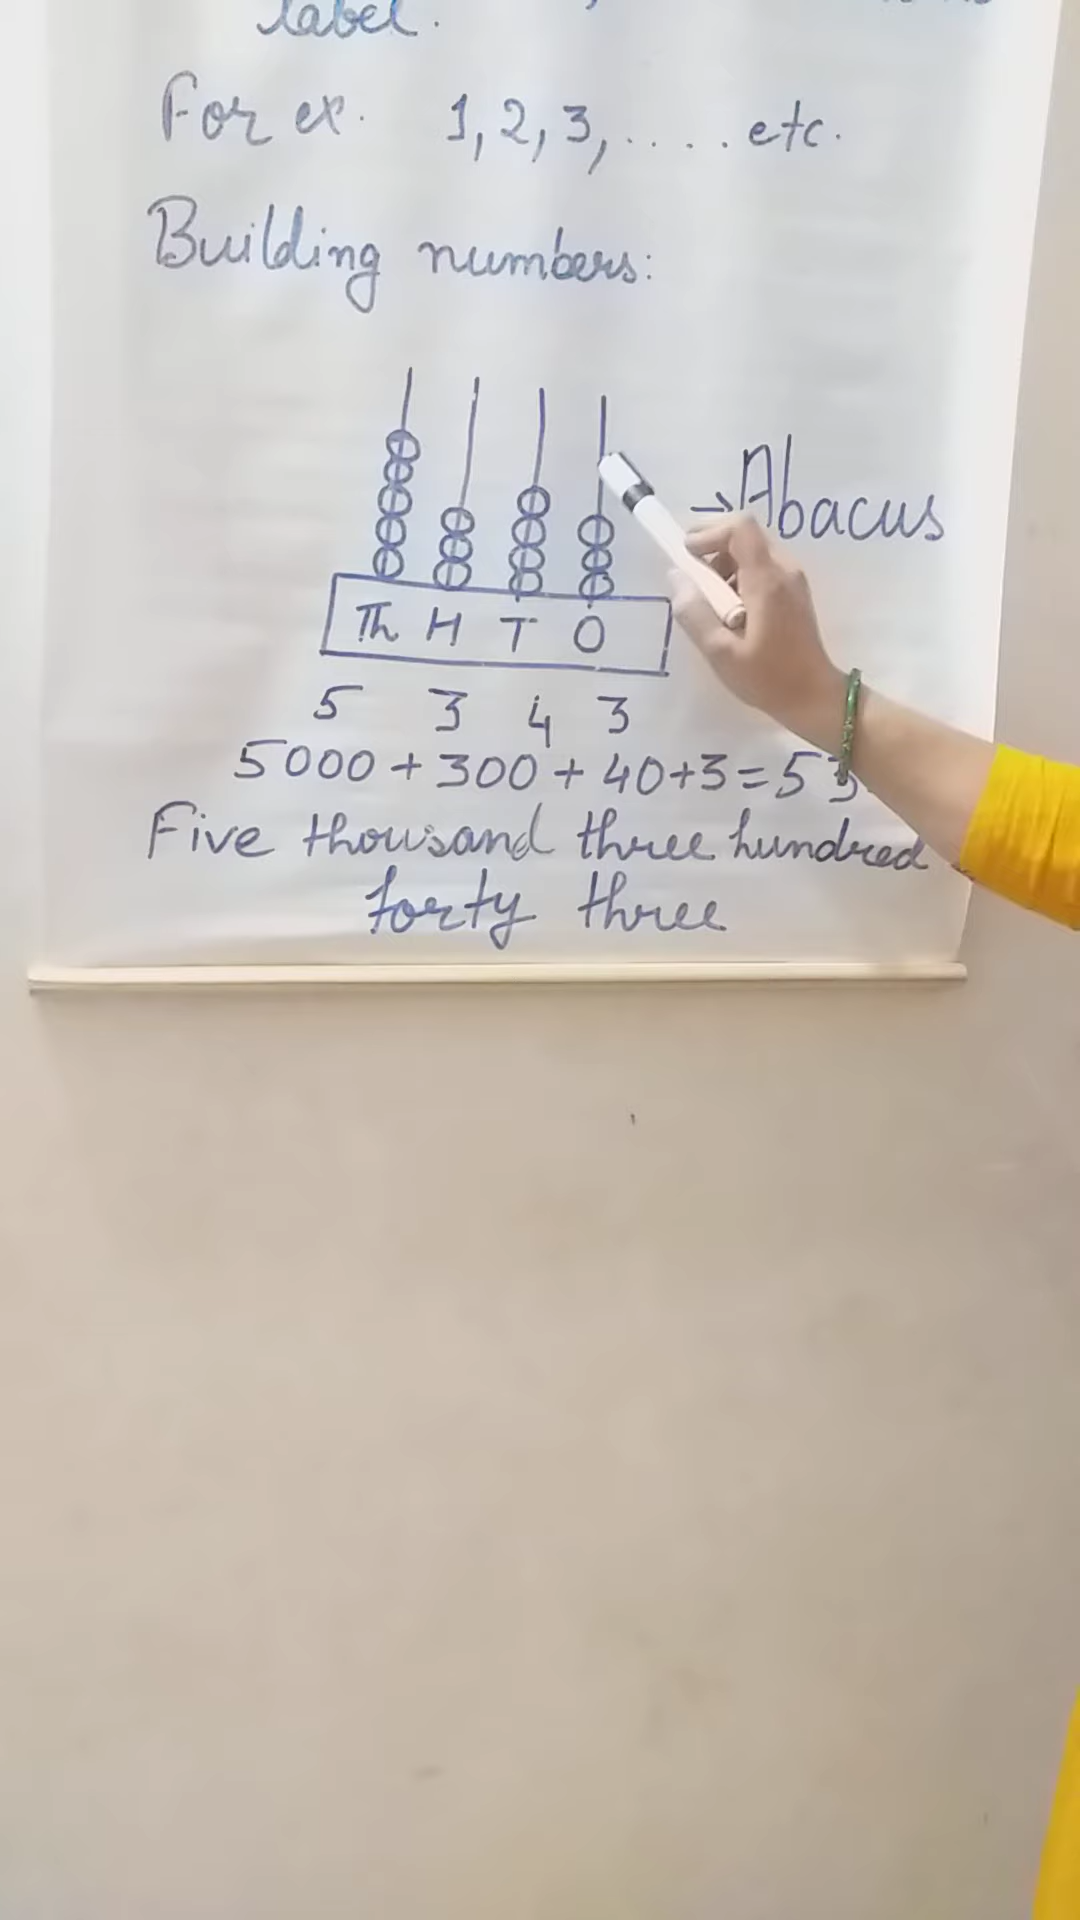 label.
For ex. 1, 2, 3, ..... etc.
Building numbers:
→ Abacus
Th H T O
5 3 4 3
5000 + 300 + 40 + 3 = 53
Five thousand three hundred
forty three